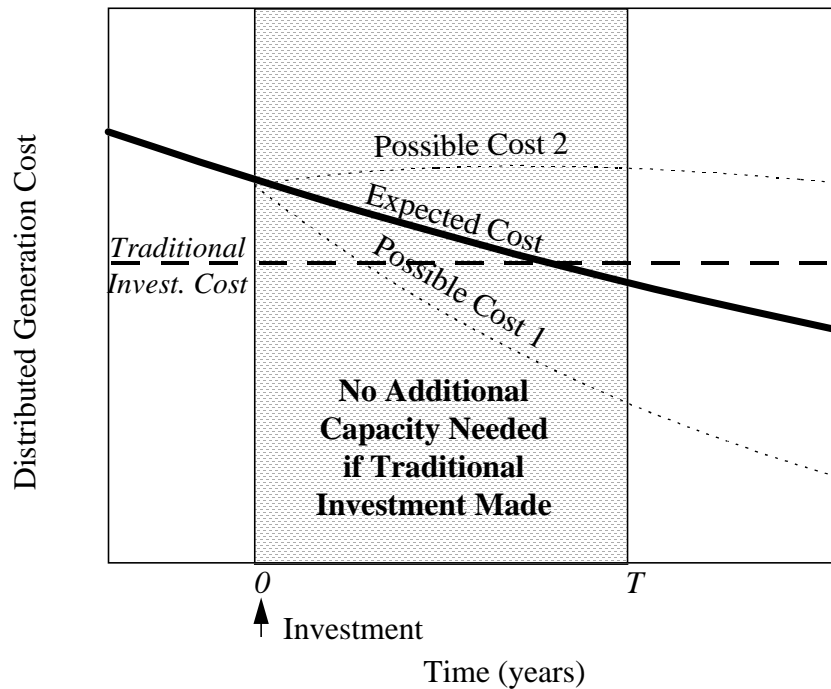 Distributed Generation Cost
Possible Cost 2
Expected Cost
Possible Cost 1
Traditional
Invest. Cost
No Additional
Capacity Needed
if Traditional
Investment Made
0
T
Investment
Time (years)